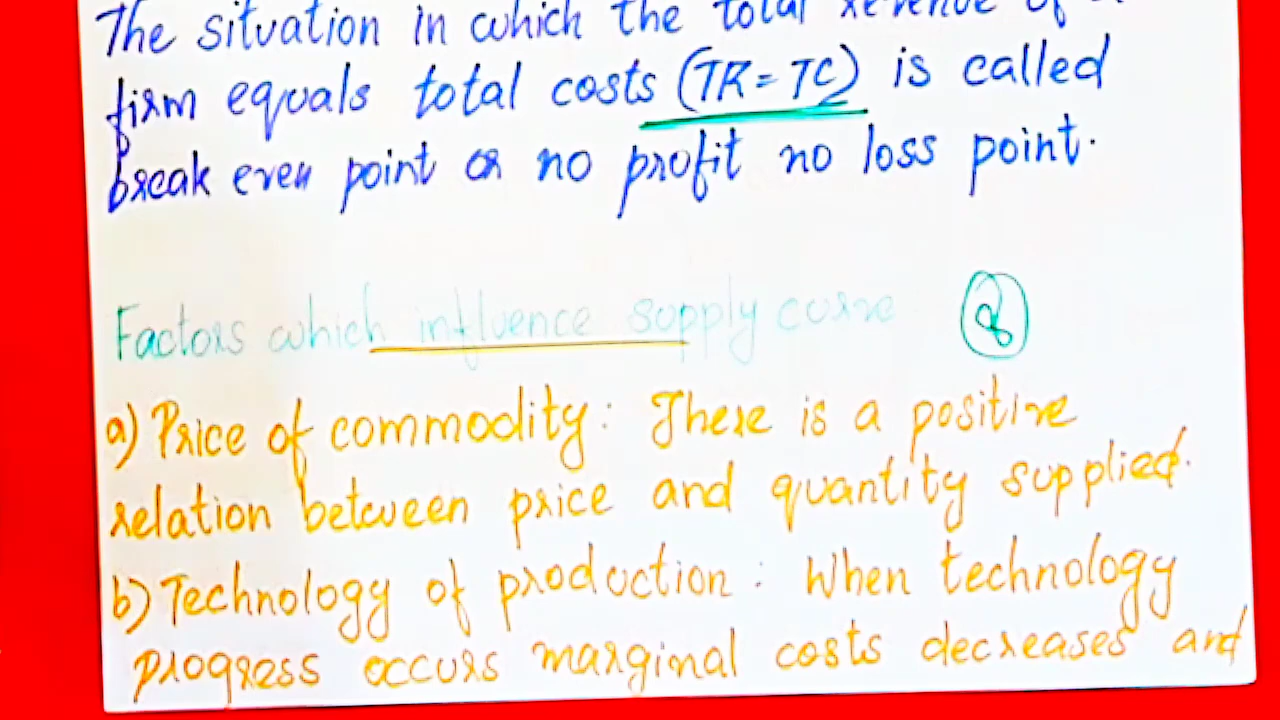 The situation in which the total revenue of a
firm equals total costs (TR = TC) is called
break even point or no profit no loss point.
Factors which influence supply curve
a) Price of commodity: There is a positive
relation between price and quantity supplied.
b) Technology of production: When technology
progress occurs marginal costs decreases and